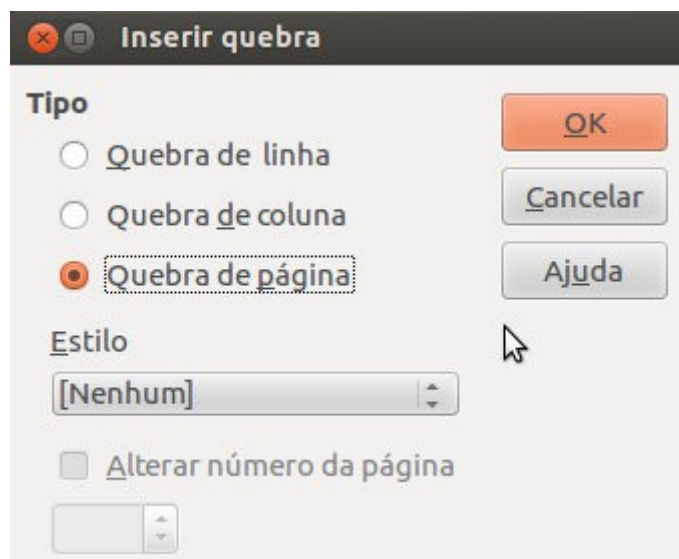 Inserir quebra
Tipo
Quebra de linha
Quebra de coluna
Quebra de página
Estilo
[Nenhum]
Alterar número da página
OK
Cancelar
Ajuda